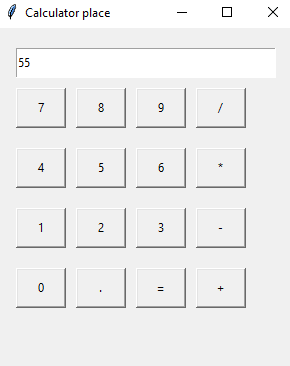 Calculator place
55
7 8 9 /
4 5 6 *
1 2 3 -
0 . = +